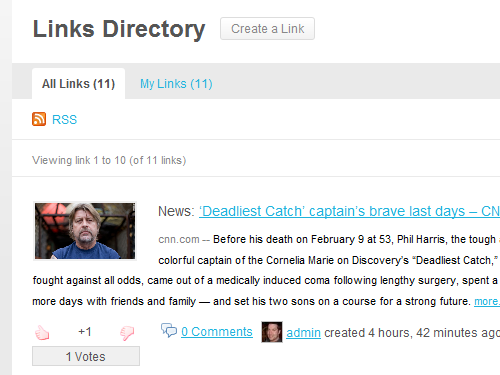 Links Directory Create a Link
All Links (11) My Links (11)
RSS
Viewing link 1 to 10 (of 11 links)
News: ‘Deadliest Catch’ captain’s brave last days – CN
cnn.com -- Before his death on February 9 at 53, Phil Harris, the tough
colorful captain of the Cornelia Marie on Discovery's “Deadliest Catch,”
fought against all odds, came out of a medically induced coma following lengthy surgery, spent a
more days with friends and family — and set his two sons on a course for a strong future. more.
+1 0 Comments admin created 4 hours, 42 minutes ago
1 Votes